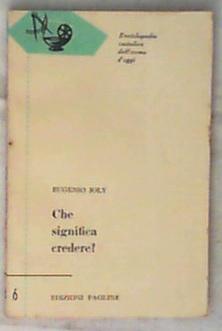 Enciclopedia
cattolica
dell'uomo
d'oggi
EUGENIO JOLY
Che
significa
credere?
6
EDIZIONI PAOLINE